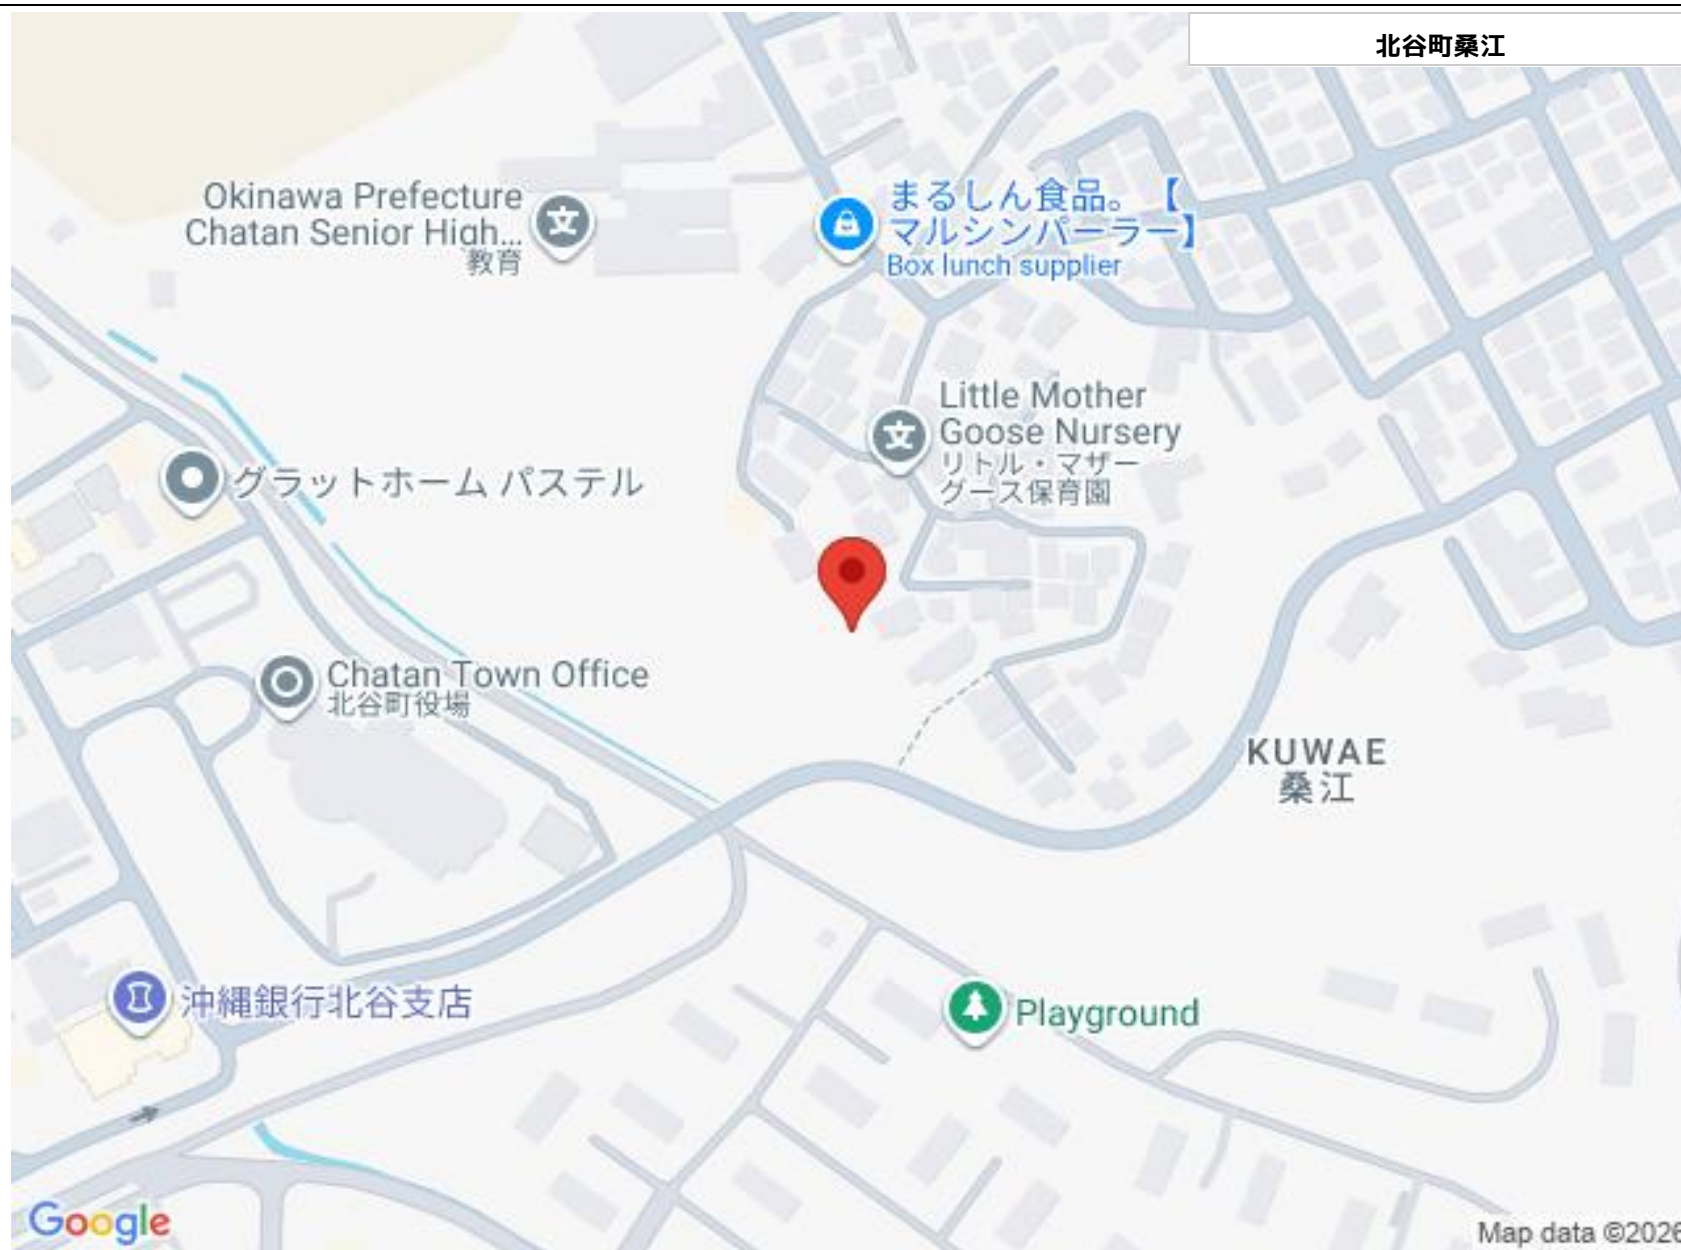 北谷町桑江
Okinawa Prefecture
Chatan Senior High...
教育
まるしん食品。【
マルシンパーラー】
Box lunch supplier
Little Mother
Goose Nursery
リトル・マザー
グース保育園
グラットホーム パステル
Chatan Town Office
北谷町役場
KUWAE
桑江
沖縄銀行北谷支店
Playground
Google
Map data ©2026